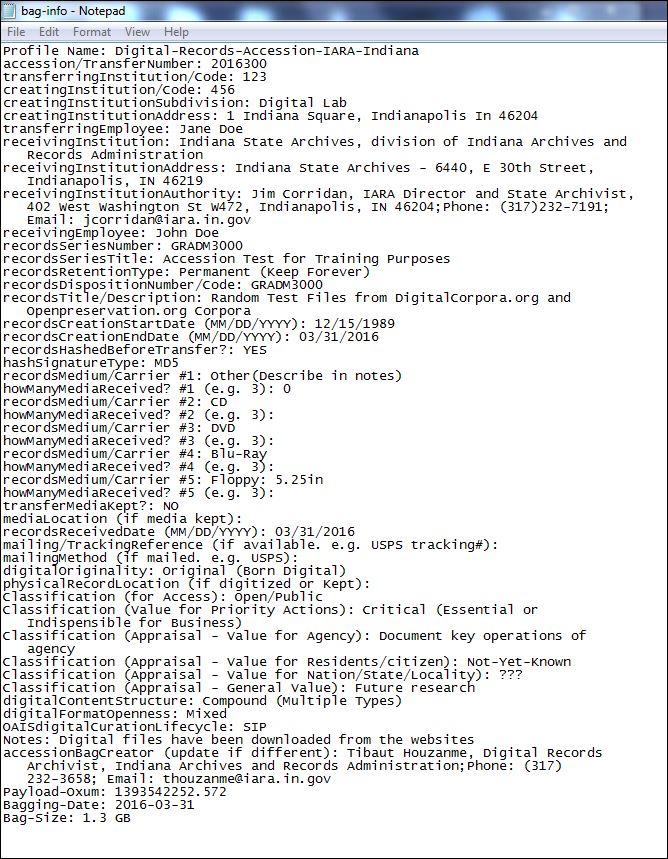 bag-info - Notepad
File Edit Format View Help
Profile Name: Digital-Records-Accession-IARA-Indiana
accession/TransferNumber: 2016300
transferringInstitution/Code: 123
creatingInstitution/Code: 456
creatingInstitutionSubdivision: Digital Lab
creatingInstitutionAddress: 1 Indiana Square, Indianapolis In 46204
transferringEmployee: Jane Doe
receivingInstitution: Indiana State Archives, division of Indiana Archives and
Records Administration
receivingInstitutionAddress: Indiana State Archives - 6440, E 30th Street,
Indianapolis, IN 46219
receivingInstitutionAuthority: Jim Corridan, IARA Director and State Archivist,
402 West Washington St W472, Indianapolis, IN 46204;Phone: (317)232-7191;
Email: jcorridan@iara.in.gov
receivingEmployee: John Doe
recordsSeriesNumber: GRADM3000
recordsSeriesTitle: Accession Test for Training Purposes
recordsRetentionType: Permanent (Keep Forever)
recordsDispositionNumber/Code: GRADM3000
recordsTitle/Description: Random Test Files from DigitalCorpora.org and
Openpreservation.org Corpora
recordsCreationStartDate (MM/DD/YYYY): 12/15/1989
recordsCreationEndDate (MM/DD/YYYY): 03/31/2016
recordsHashedBeforeTransfer?: YES
hashSignatureType: MD5
recordsMedium/Carrier #1: Other(Describe in notes)
howManyMediaReceived? #1 (e.g. 3): 0
recordsMedium/Carrier #2: CD
howManyMediaReceived? #2 (e.g. 3):
recordsMedium/Carrier #3: DVD
howManyMediaReceived? #3 (e.g. 3):
recordsMedium/Carrier #4: Blu-Ray
howManyMediaReceived? #4 (e.g. 3):
recordsMedium/Carrier #5: Floppy: 5.25in
howManyMediaReceived? #5 (e.g. 3):
transferMediaKept?: NO
mediaLocation (if media kept):
recordsReceivedDate (MM/DD/YYYY): 03/31/2016
mailing/TrackingReference (if available. e.g. USPS tracking#):
mailingMethod (if mailed. e.g. USPS):
digitalOriginality: Original (Born Digital)
physicalRecordLocation (if digitized or Kept):
Classification (for Access): Open/Public
Classification (Value for Priority Actions): Critical (Essential or
Indispensible for Business)
Classification (Appraisal - Value for Agency): Document key operations of
agency
Classification (Appraisal - Value for Residents/citizen): Not-Yet-Known
Classification (Appraisal - Value for Nation/State/Locality): ???
Classification (Appraisal - General Value): Future research
digitalContentStructure: Compound (Multiple Types)
digitalFormatOpenness: Mixed
OAISdigitalCurationLifecycle: SIP
Notes: Digital files have been downloaded from the websites
accessionBagCreator (update if different): Tibaut Houzanme, Digital Records
Archivist, Indiana Archives and Records Administration;Phone: (317)
232-3658; Email: thouzanme@iara.in.gov
Payload-Oxum: 1393542252.572
Bagging-Date: 2016-03-31
Bag-Size: 1.3 GB